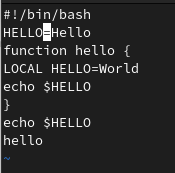 #!/bin/bash
HELLO=Hello
function hello {
LOCAL HELLO=World
echo $HELLO
}
echo $HELLO
hello
~